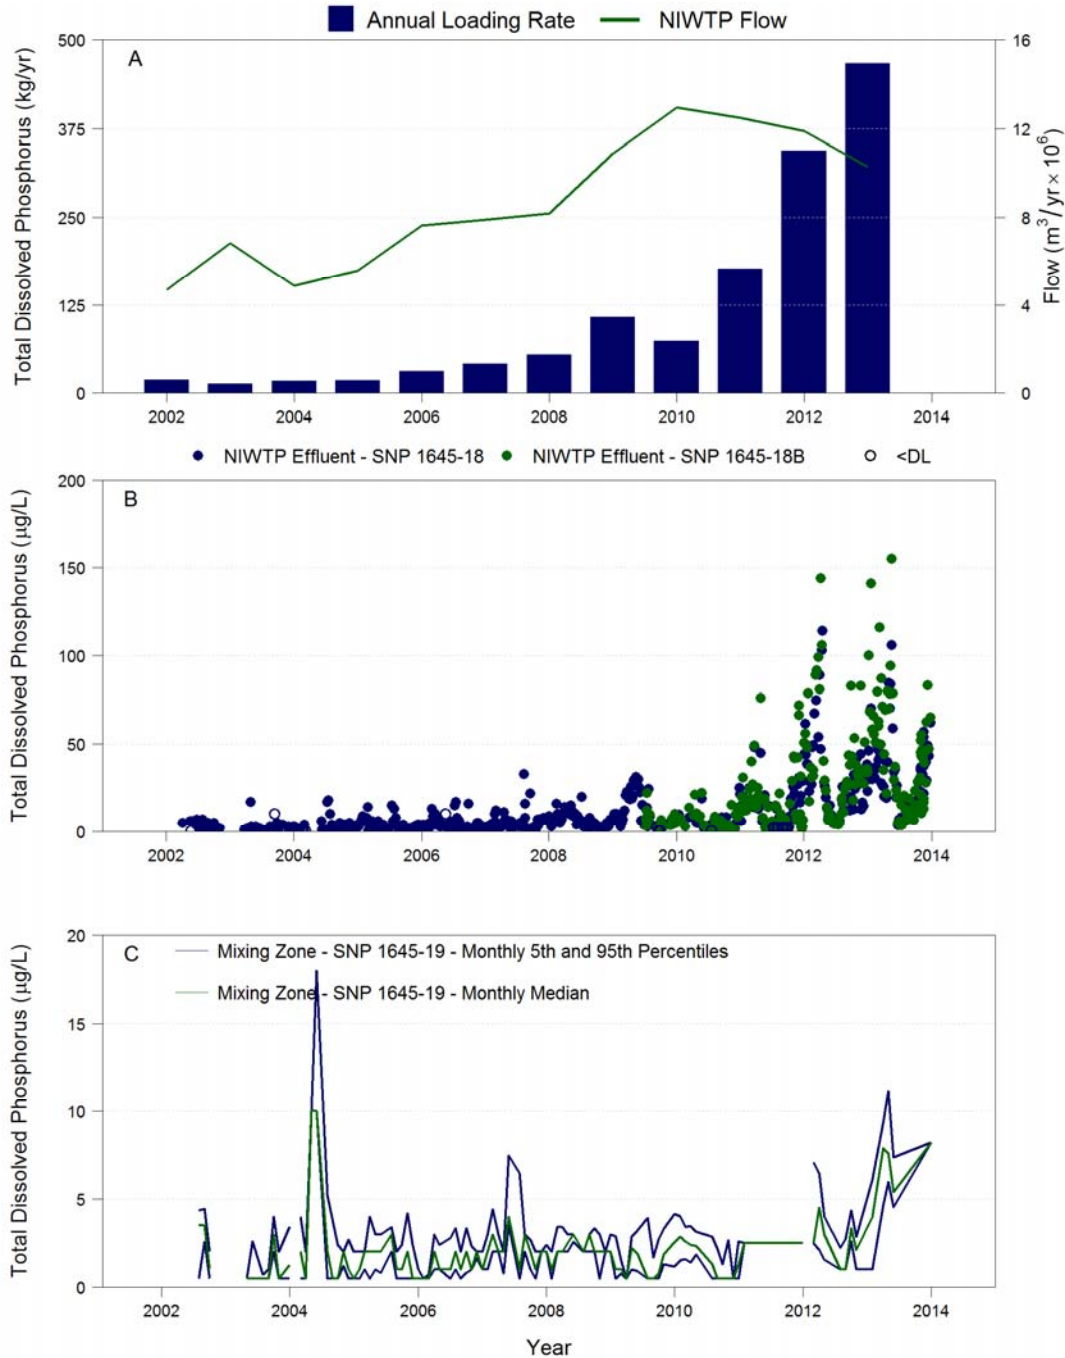 Annual Loading Rate NIWTP Flow
A
Total Dissolved Phosphorus (kg/yr)
500
375
250
125
0
16
12
8
4
0
Flow (m³/yr × 10⁶)
2002 2004 2006 2008 2010 2012 2014
NIWTP Effluent - SNP 1645-18 NIWTP Effluent - SNP 1645-18B <DL
B
Total Dissolved Phosphorus (µg/L)
200
150
100
50
0
2002 2004 2006 2008 2010 2012 2014
C
Mixing Zone - SNP 1645-19 - Monthly 5th and 95th Percentiles
Mixing Zone - SNP 1645-19 - Monthly Median
Total Dissolved Phosphorus (µg/L)
20
15
10
5
0
2002 2004 2006 2008 2010 2012 2014
Year